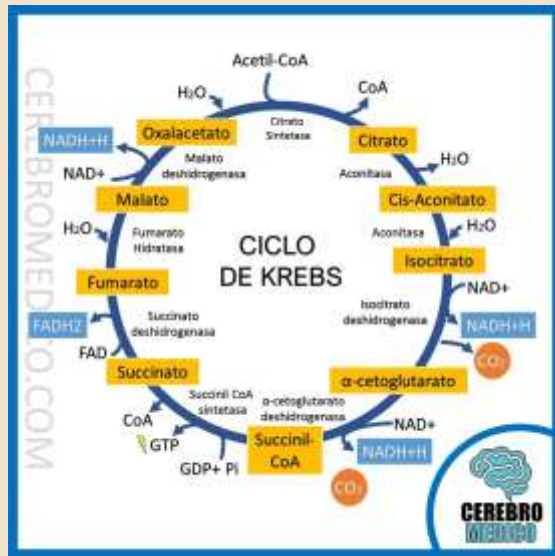 CEREBROMEDICO.COM
Acetil-CoA
H₂O
CoA
Citrato
Sintetasa
Oxalacetato
Citrato
NADH+H
Malato
deshidrogenasa
Aconitasa
H₂O
NAD+
Malato
Cis-Aconitato
H₂O
Fumarato
Hidratasa
CICLO
DE KREBS
Aconitasa
H₂O
Isocitrato
Fumarato
NAD+
FADH2
Succinato
deshidrogenasa
Isocitrato
deshidrogenasa
NADH+H
FAD
CO₂
Succinato
α-cetoglutarato
Succinil CoA
sintetasa
α-cetoglutarato
deshidrogenasa
CoA
GTP
NAD+
GDP+ Pi
Succinil-
CoA
NADH+H
CO₂
CEREBRO
MÉDICO